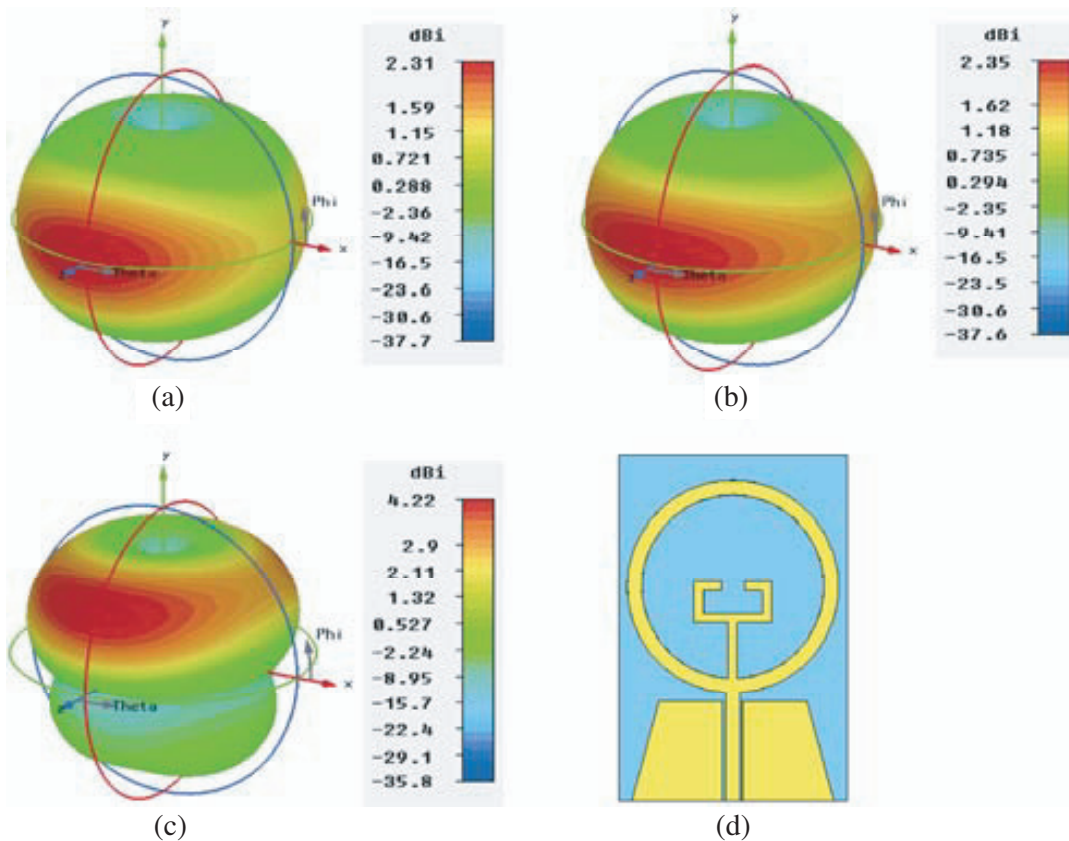 y
dBi
2.31
1.59
1.15
0.721
0.288
-2.36
-9.42
-16.5
-23.6
-30.6
-37.7
Phi
x
z
Theta
(a)
y
dBi
2.35
1.62
1.18
0.735
0.294
-2.35
-9.41
-16.5
-23.5
-30.6
-37.6
Phi
x
z
Theta
(b)
y
dBi
4.22
2.9
2.11
1.32
0.527
-2.24
-8.95
-15.7
-22.4
-29.1
-35.8
Phi
x
z
Theta
(c)
(d)